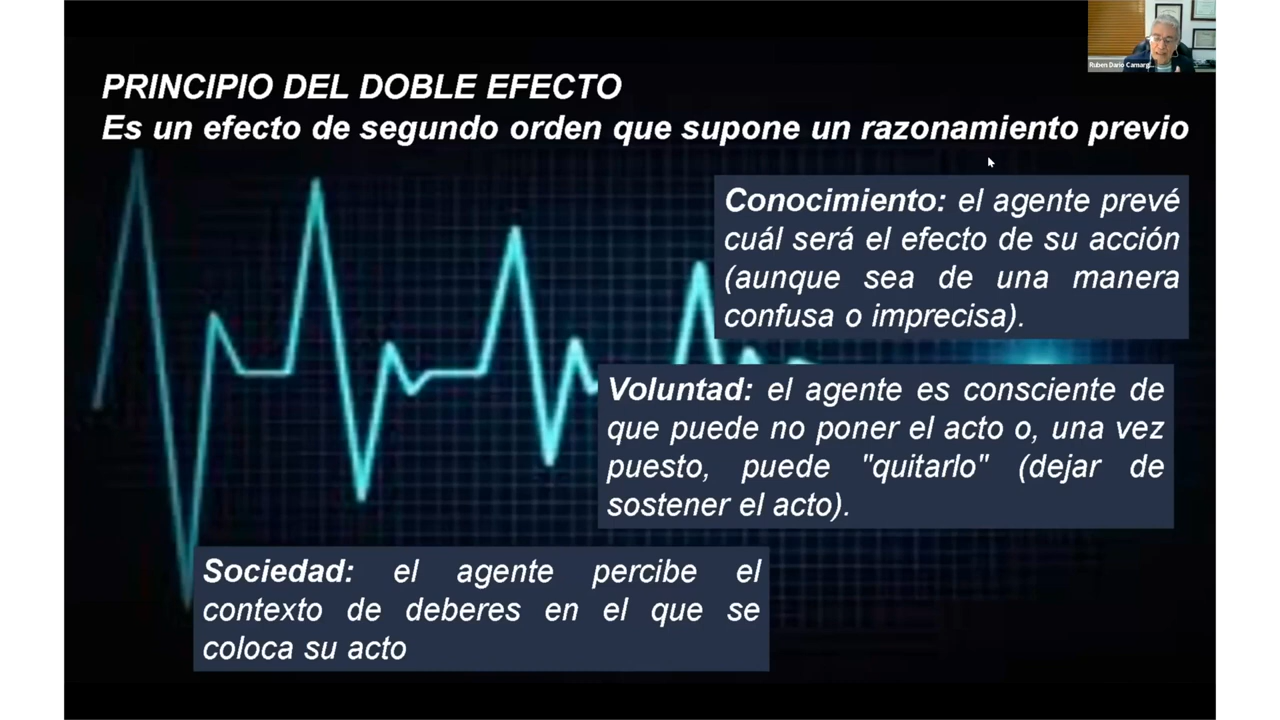 Ruben Dario Camarg...
PRINCIPIO DEL DOBLE EFECTO
Es un efecto de segundo orden que supone un razonamiento previo
Conocimiento: el agente prevé
cuál será el efecto de su acción
(aunque sea de una manera
confusa o imprecisa).
Voluntad: el agente es consciente de
que puede no poner el acto o, una vez
puesto, puede "quitarlo" (dejar de
sostener el acto).
Sociedad: el agente percibe el
contexto de deberes en el que se
coloca su acto